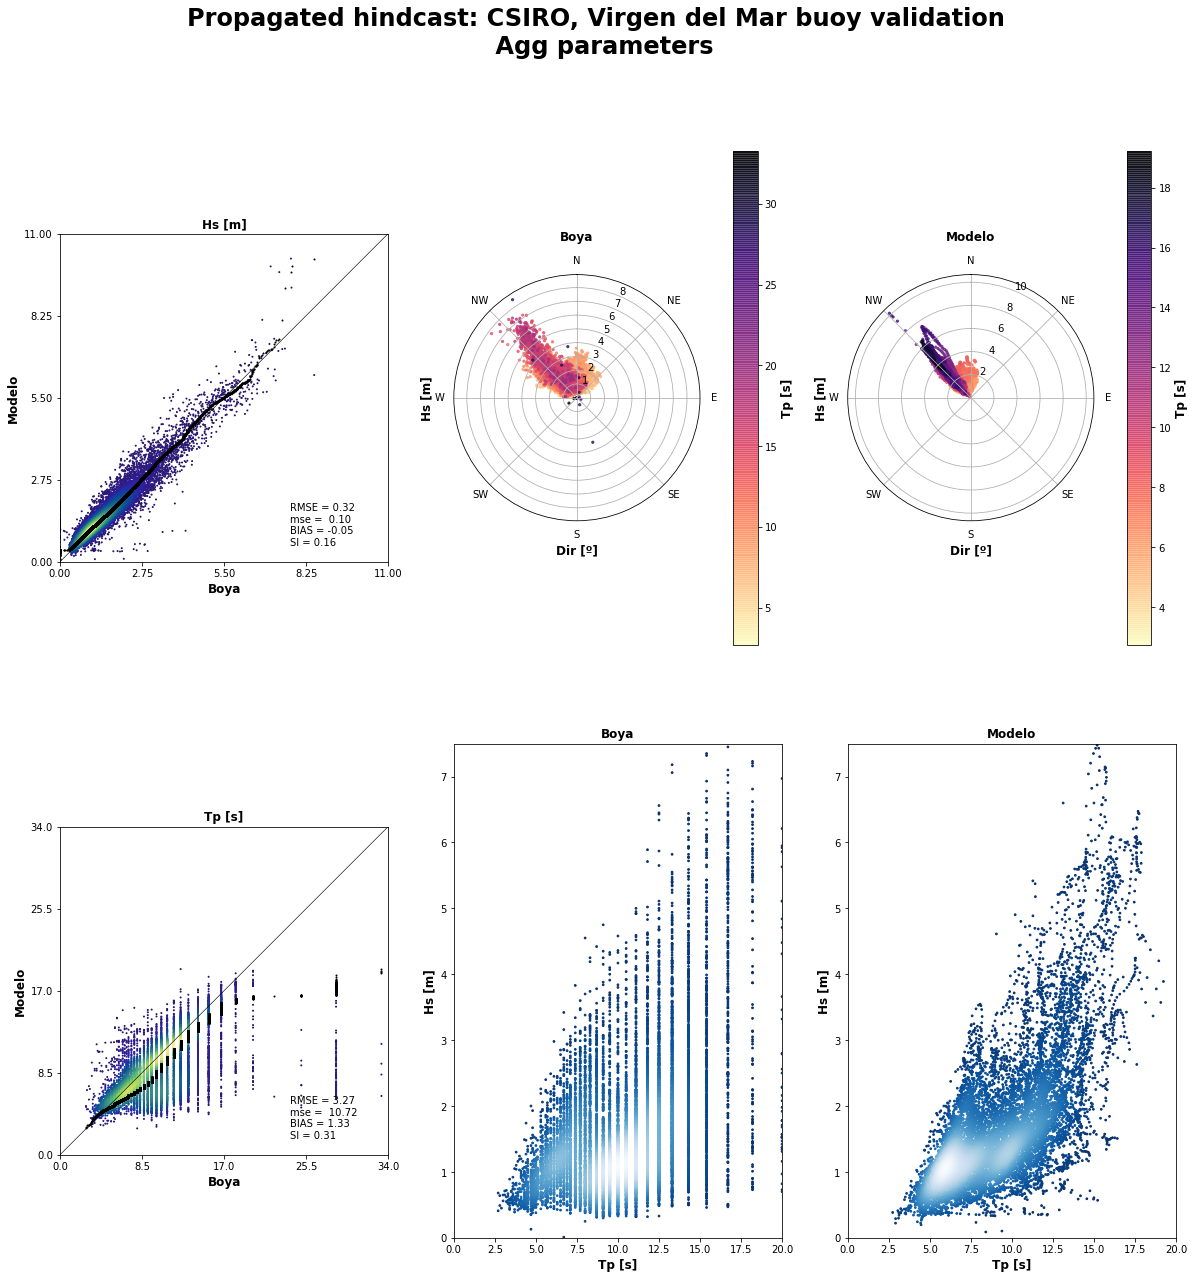 Propagated hindcast: CSIRO, Virgen del Mar buoy validation
Agg parameters
Hs [m]
11.00
8.25
5.50
2.75
0.00
Modelo
RMSE = 0.32
mse =  0.10
BIAS = -0.05
SI = 0.16
0.00 2.75 5.50 8.25 11.00
Boya
Boya
N
NW NE
W E
SW SE
S
8
7
6
5
4
3
2
1
Hs [m]
Dir [º]
30
25
20
15
10
5
Tp [s]
Modelo
N
NW NE
W E
SW SE
S
10
8
6
4
2
Hs [m]
Dir [º]
18
16
14
12
10
8
6
4
Tp [s]
Tp [s]
34.0
25.5
17.0
8.5
0.0
Modelo
RMSE = 3.27
mse =  10.72
BIAS = 1.33
SI = 0.31
0.0 8.5 17.0 25.5 34.0
Boya
Boya
7
6
5
4
3
2
1
0
Hs [m]
0.0 2.5 5.0 7.5 10.0 12.5 15.0 17.5 20.0
Tp [s]
Modelo
7
6
5
4
3
2
1
0
Hs [m]
0.0 2.5 5.0 7.5 10.0 12.5 15.0 17.5 20.0
Tp [s]